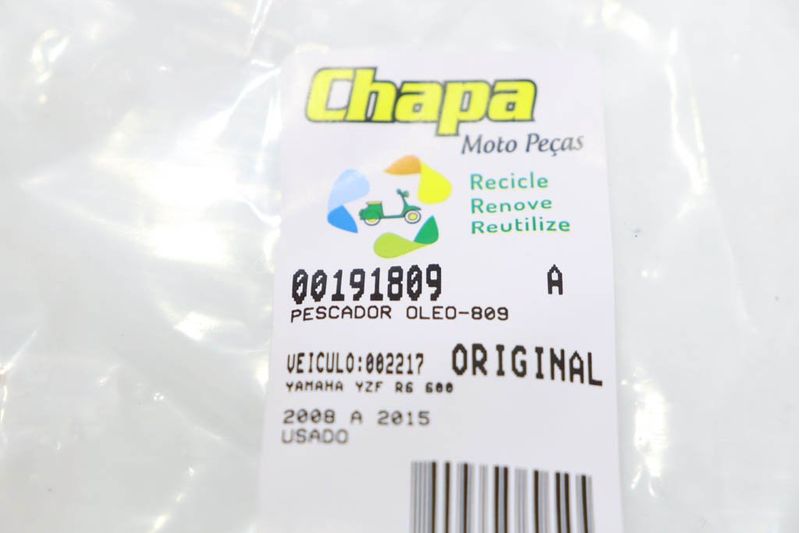 Chapa
Moto Peças
Recicle
Renove
Reutilize
00191809 A
PESCADOR OLEO-809
VEICULO:002217 ORIGINAL
YAMAHA YZF R6 600
2008 A 2015
USADO